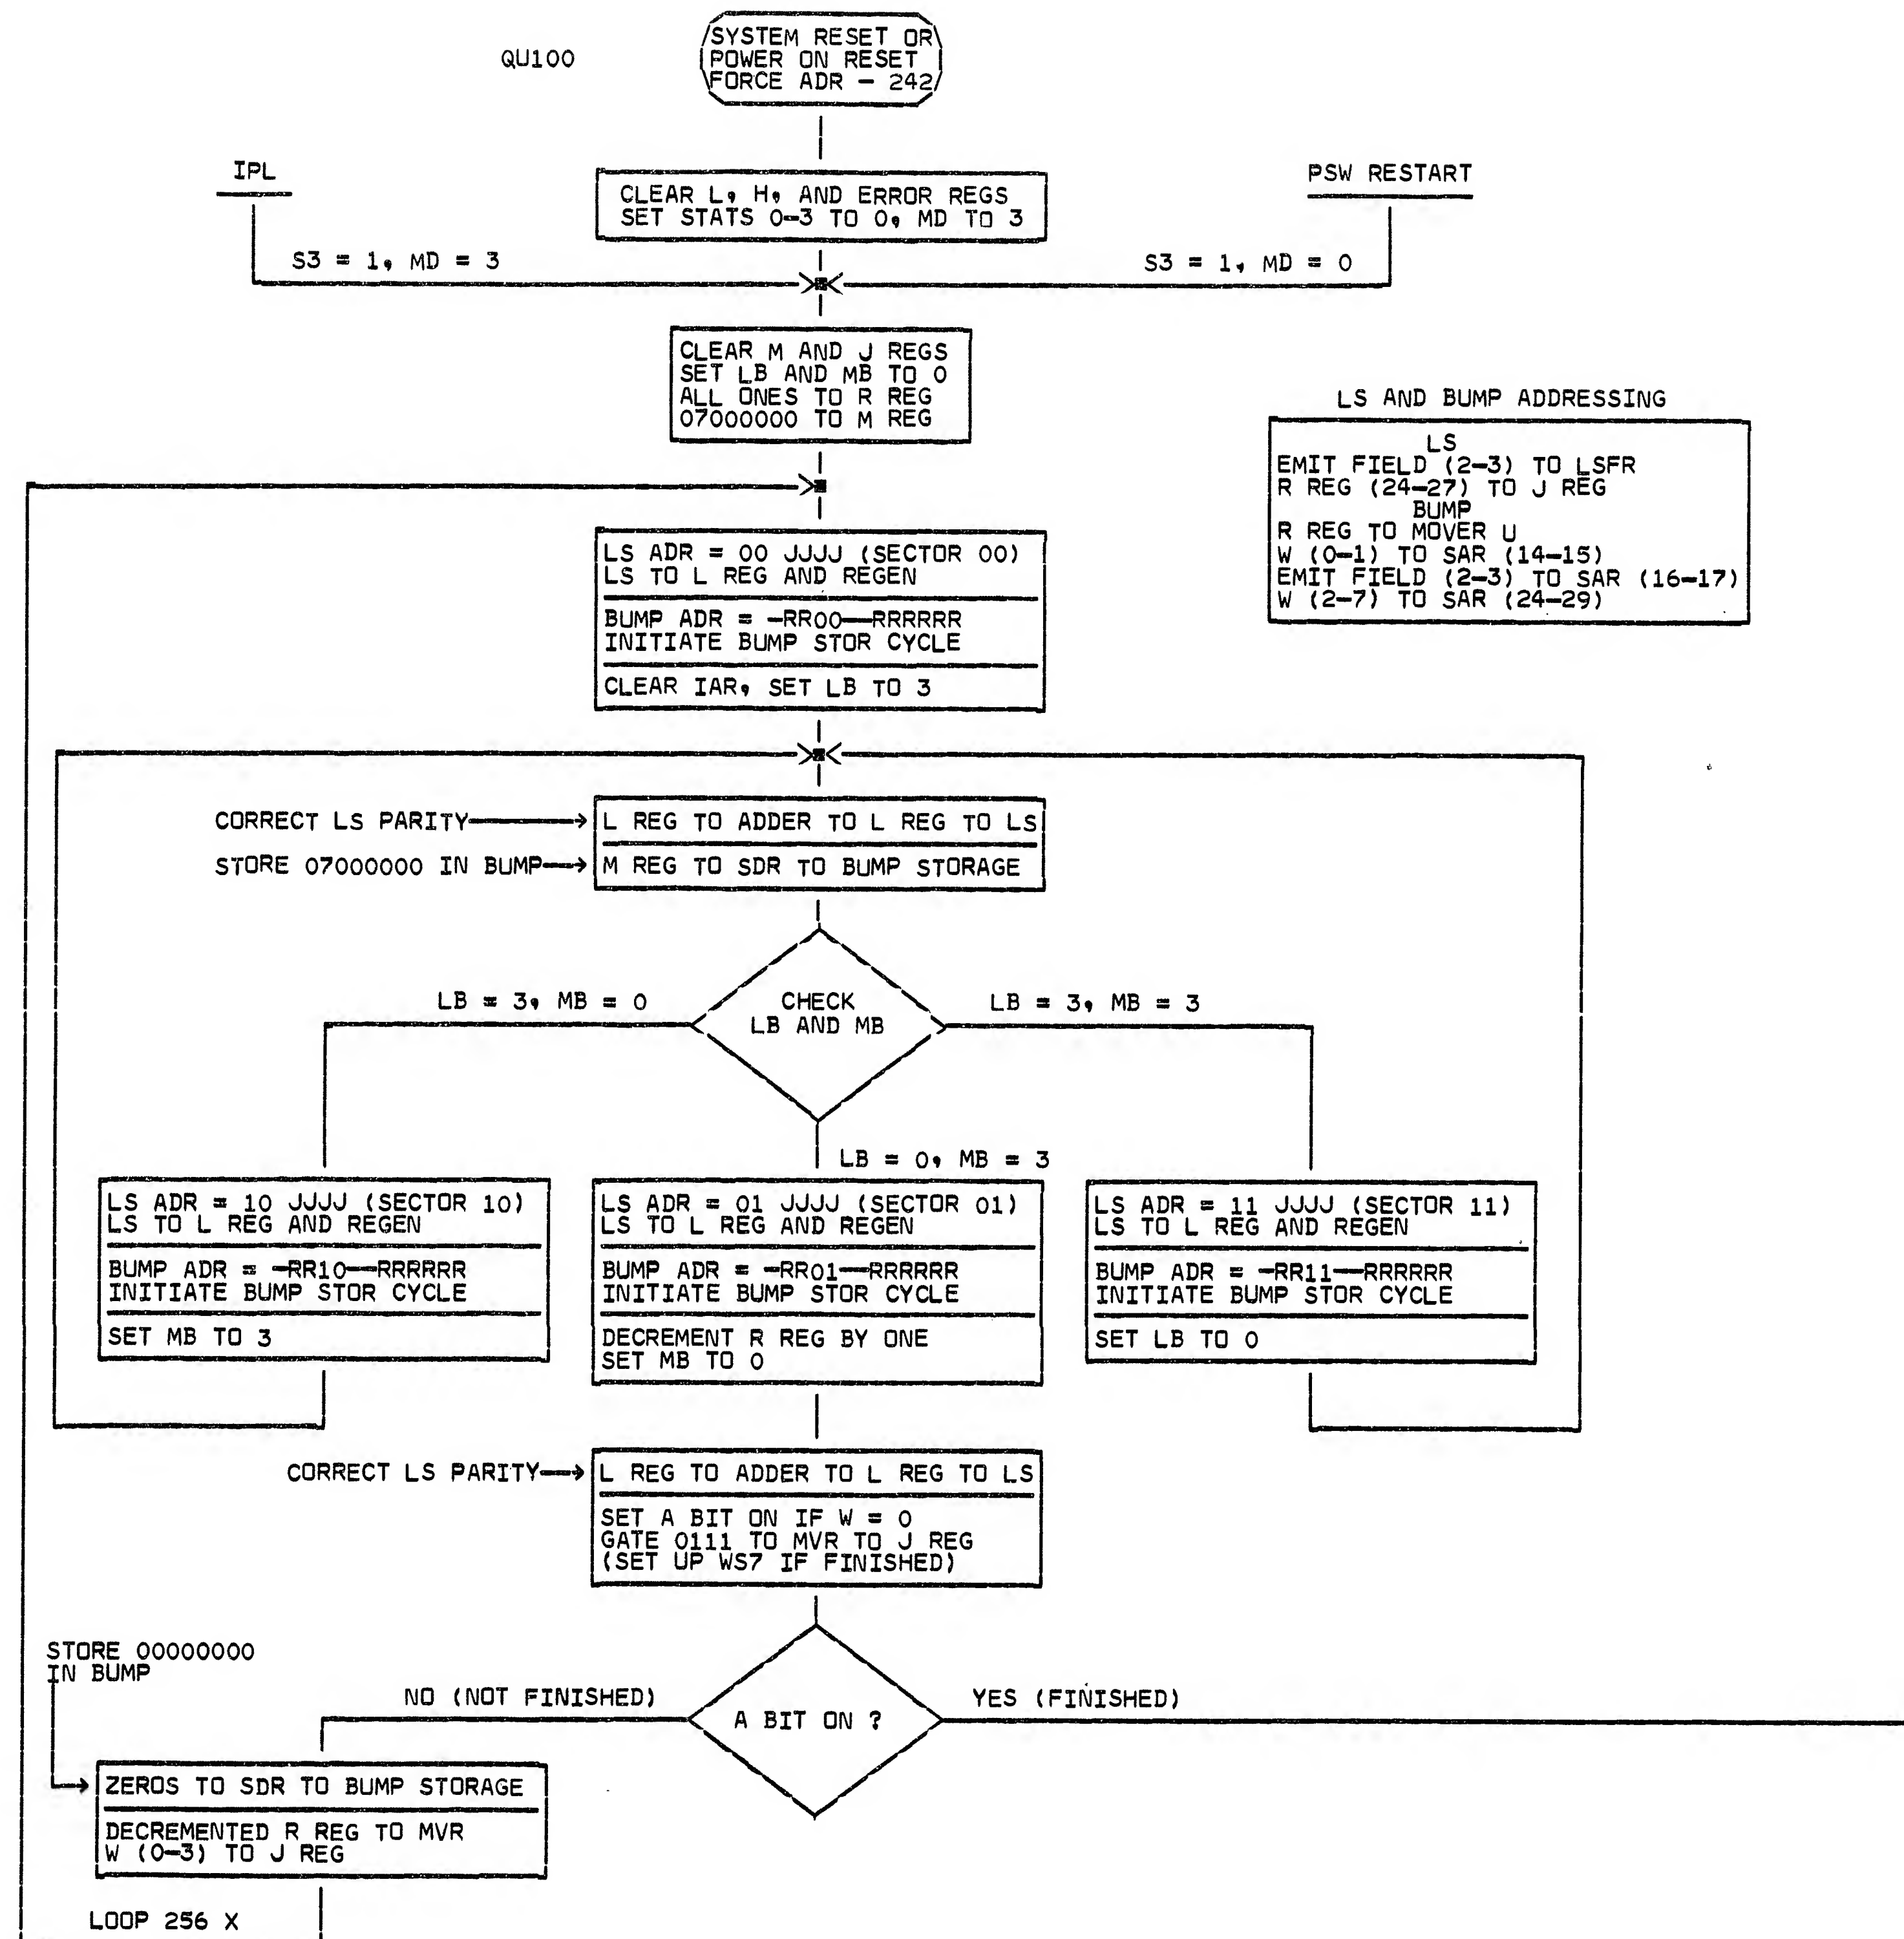 QU100
SYSTEM RESET OR
POWER ON RESET
FORCE ADR - 242
IPL
PSW RESTART
CLEAR L, H, AND ERROR REGS
SET STATS 0-3 TO 0, MD TO 3
S3 = 1, MD = 3
S3 = 1, MD = 0
CLEAR M AND J REGS
SET LB AND MB TO 0
ALL ONES TO R REG
07000000 TO M REG
LS AND BUMP ADDRESSING
LS
EMIT FIELD (2-3) TO LSFR
R REG (24-27) TO J REG
BUMP
R REG TO MOVER U
W (0-1) TO SAR (14-15)
EMIT FIELD (2-3) TO SAR (16-17)
W (2-7) TO SAR (24-29)
LS ADR = 00 JJJJ (SECTOR 00)
LS TO L REG AND REGEN
BUMP ADR = -RR00--RRRRRR
INITIATE BUMP STOR CYCLE
CLEAR IAR, SET LB TO 3
CORRECT LS PARITY
L REG TO ADDER TO L REG TO LS
STORE 07000000 IN BUMP
M REG TO SDR TO BUMP STORAGE
LB = 3, MB = 0
CHECK
LB AND MB
LB = 3, MB = 3
LB = 0, MB = 3
LS ADR = 10 JJJJ (SECTOR 10)
LS TO L REG AND REGEN
BUMP ADR = -RR10--RRRRRR
INITIATE BUMP STOR CYCLE
SET MB TO 3
LS ADR = 01 JJJJ (SECTOR 01)
LS TO L REG AND REGEN
BUMP ADR = -RR01--RRRRRR
INITIATE BUMP STOR CYCLE
DECREMENT R REG BY ONE
SET MB TO 0
LS ADR = 11 JJJJ (SECTOR 11)
LS TO L REG AND REGEN
BUMP ADR = -RR11--RRRRRR
INITIATE BUMP STOR CYCLE
SET LB TO 0
CORRECT LS PARITY
L REG TO ADDER TO L REG TO LS
SET A BIT ON IF W = 0
GATE 0111 TO MVR TO J REG
(SET UP WS7 IF FINISHED)
STORE 00000000
IN BUMP
NO (NOT FINISHED)
A BIT ON ?
YES (FINISHED)
ZEROS TO SDR TO BUMP STORAGE
DECREMENTED R REG TO MVR
W (0-3) TO J REG
LOOP 256 X